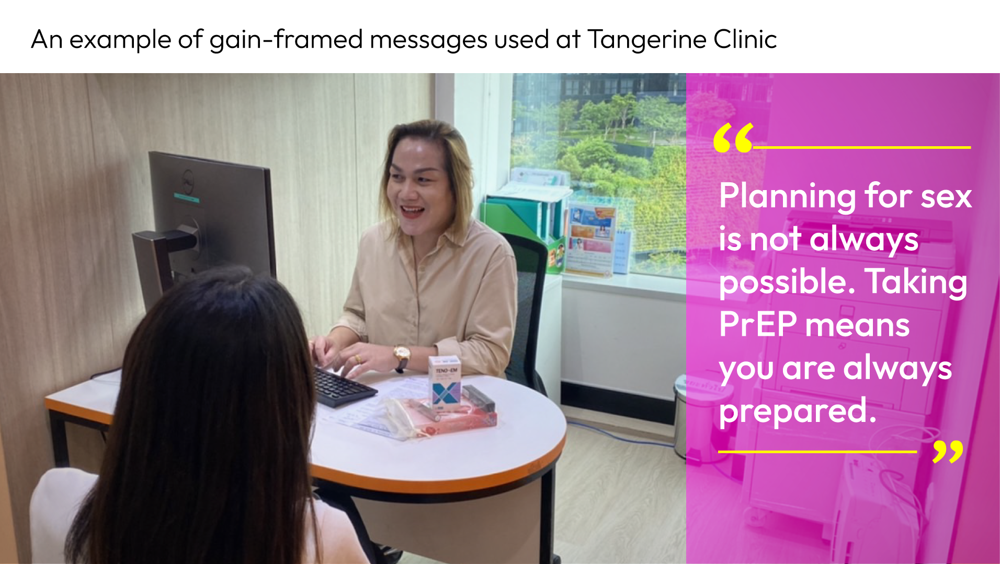 An example of gain-framed messages used at Tangerine Clinic
“
Planning for sex
is not always
possible. Taking
PrEP means
you are always
prepared.
”
DELL
TENO-EM